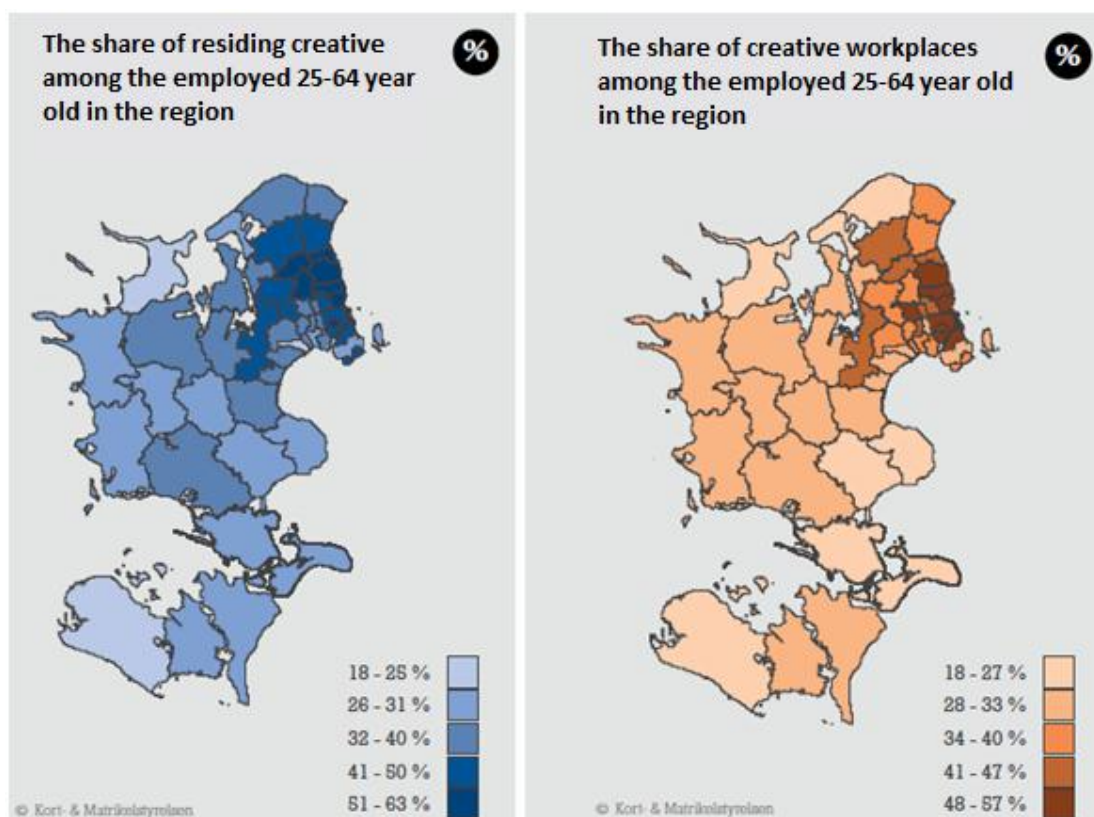 The share of residing creative
among the employed 25-64 year
old in the region
%
18 - 25 %
26 - 31 %
32 - 40 %
41 - 50 %
51 - 63 %
© Kort- & Matrikelstyrelsen
The share of creative workplaces
among the employed 25-64 year old
in the region
%
18 - 27 %
28 - 33 %
34 - 40 %
41 - 47 %
48 - 57 %
© Kort- & Matrikelstyrelsen